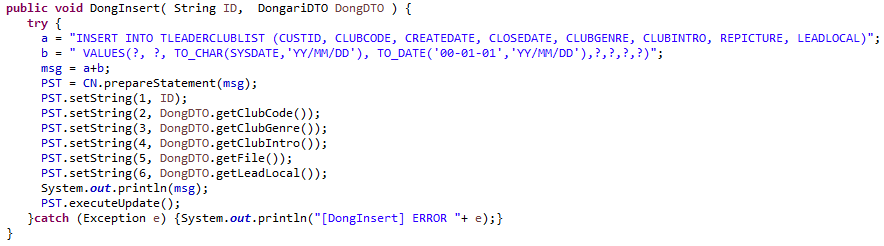 public void DongInsert( String ID,  DongariDTO DongDTO ) {
   try {
     a = "INSERT INTO TLEADERCLUBLIST (CUSTID, CLUBCODE, CREATEDATE, CLOSEDATE, CLUBGENRE, CLUBINTRO, REPICTURE, LEADLOCAL)";
     b = " VALUES(?, ?, TO_CHAR(SYSDATE,'YY/MM/DD'), TO_DATE('00-01-01','YY/MM/DD'),?,?,?,?)";
     msg = a+b;
     PST = CN.prepareStatement(msg);
     PST.setString(1, ID);
     PST.setString(2, DongDTO.getClubCode());
     PST.setString(3, DongDTO.getClubGenre());
     PST.setString(4, DongDTO.getClubIntro());
     PST.setString(5, DongDTO.getFile());
     PST.setString(6, DongDTO.getLeadLocal());
     System.out.println(msg);
     PST.executeUpdate();
   }catch (Exception e) {System.out.println("[DongInsert] ERROR "+ e);}
}